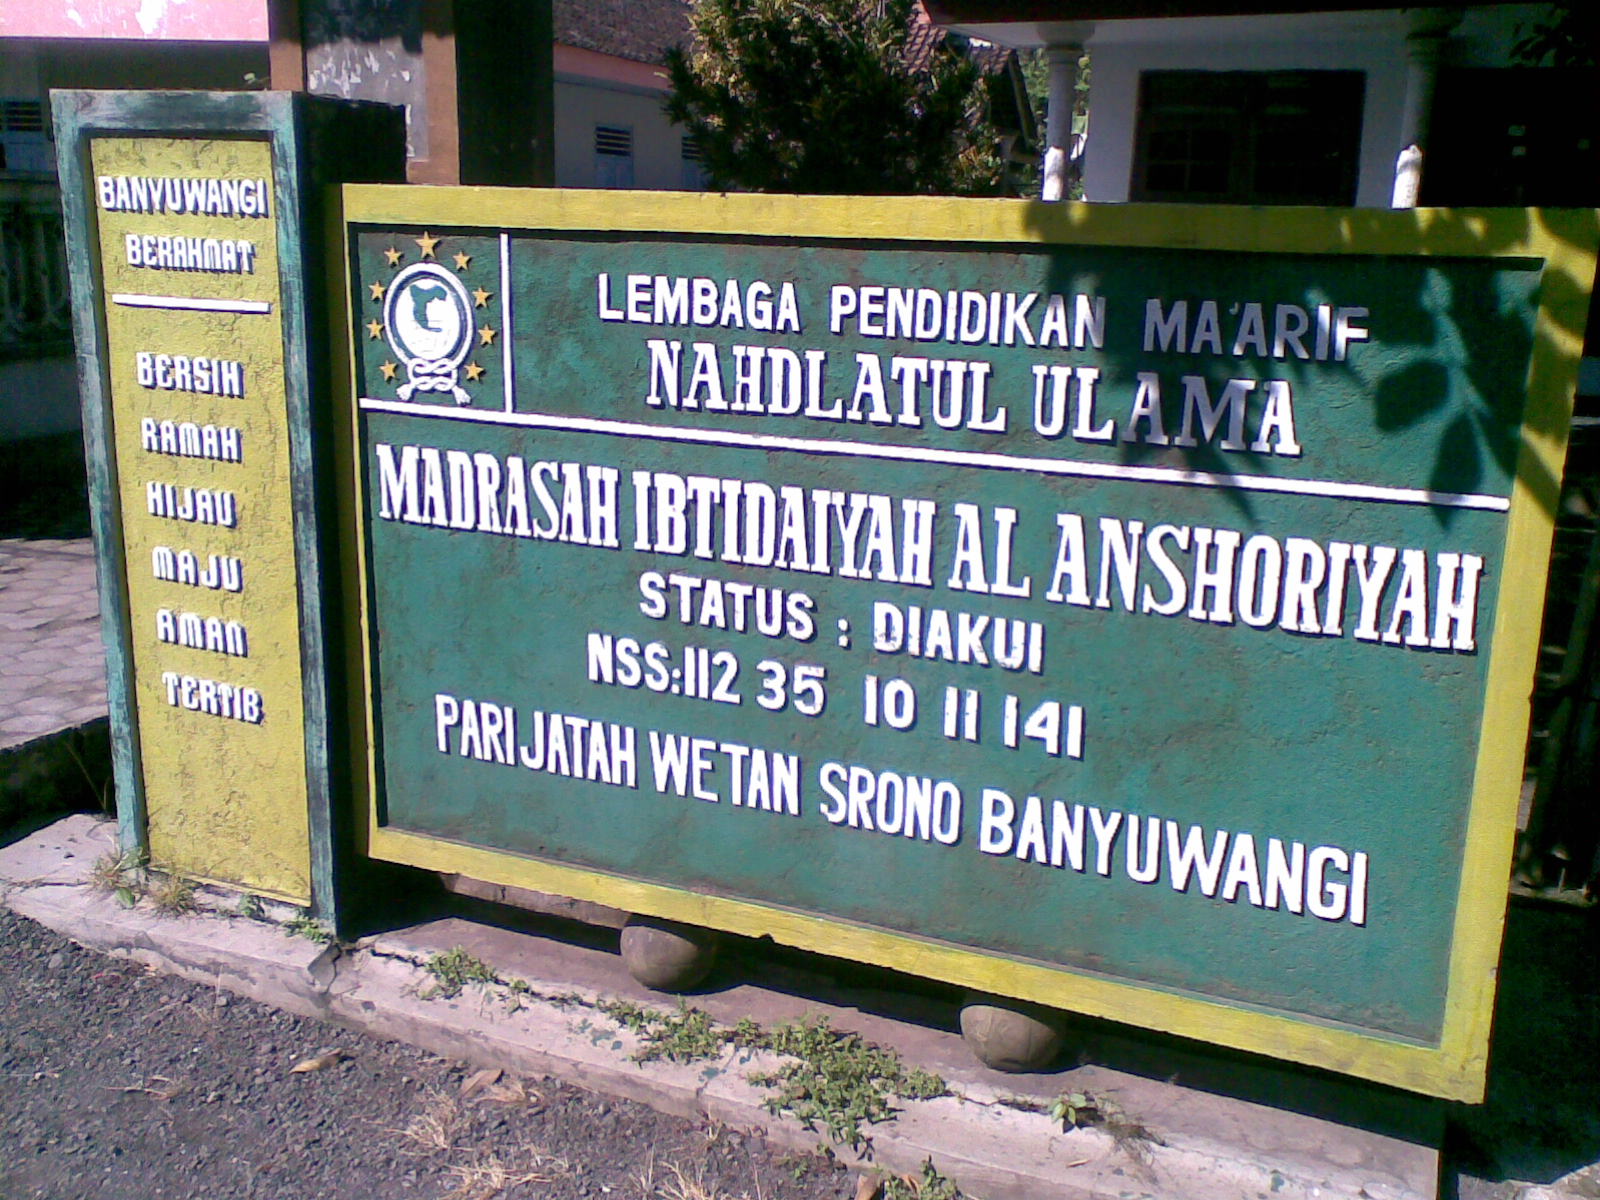 BANYUWANGI
BERAHMAT
BERSIH
RAMAH
HIJAU
MAJU
AMAN
TERTIB
LEMBAGA PENDIDIKAN MA'ARIF
NAHDLATUL ULAMA
MADRASAH IBTIDAIYAH AL ANSHORIYAH
STATUS : DIAKUI
NSS:112 35 10 11 141
PARIJATAH WETAN SRONO BANYUWANGI